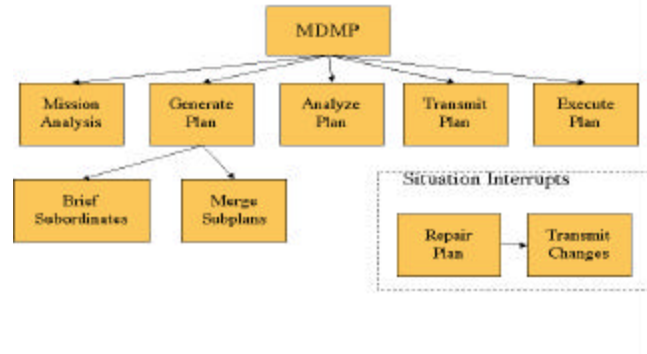 MDMP
Mission
Analysis
Generate
Plan
Analyze
Plan
Transmit
Plan
Execute
Plan
Brief
Subordinates
Merge
Subplans
Situation Interrupts
Repair
Plan
Transmit
Changes